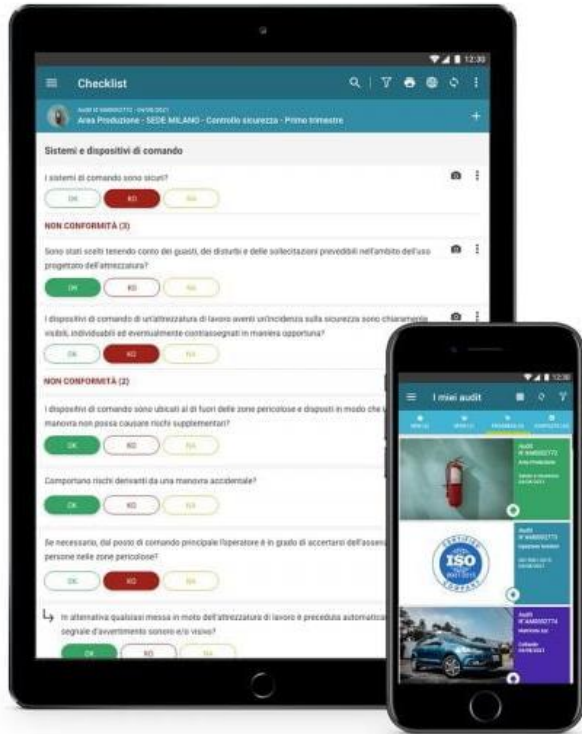 12:30
Checklist
Area Produzione - SEDE MILANO - Controllo sicurezza - Primo trimestre
Sistemi e dispositivi di comando
I sistemi di comando sono sicuri?
OK KO NA
NON CONFORMITÀ (3)
Sono stati scelti tenendo conto dei guasti, dei disturbi e delle sollecitazioni prevedibili nell'ambito dell'uso
progettato dell'attrezzatura?
OK KO NA
I dispositivi di comando di un'attrezzatura di lavoro aventi un'incidenza sulla sicurezza sono chiaramente
visibili, individuabili ed eventualmente contrassegnati in maniera opportuna?
OK KO NA
NON CONFORMITÀ (2)
I dispositivi di comando sono ubicati al di fuori delle zone pericolose e disposti in modo che
manovra non possa causare rischi supplementari?
OK KO NA
Comportano rischi derivanti da una manovra accidentale?
OK KO NA
Se necessario, dal posto di comando principale l'operatore è in grado di accertarsi
persone nelle zone pericolose?
OK KO NA
In alternativa qualsiasi messa in moto dell'attrezzatura di lavoro è preceduta
segnale d'avvertimento sonoro e/o visivo?
OK KO NA
12:30
I miei audit
Audit
Area Produzione
CERTIFIED
ISO
9001:2015
COMPANY
Audit
Audit